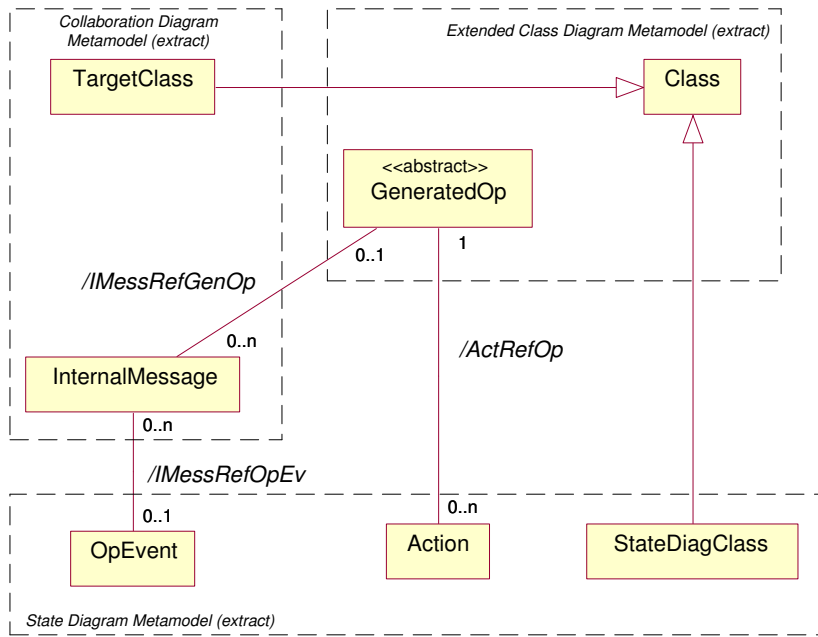 Collaboration Diagram
Metamodel (extract)
Extended Class Diagram Metamodel (extract)
TargetClass
Class
<<abstract>>
GeneratedOp
0..1
1
/IMessRefGenOp
0..n
/ActRefOp
InternalMessage
0..n
/IMessRefOpEv
0..1
0..n
OpEvent
Action
StateDiagClass
State Diagram Metamodel (extract)